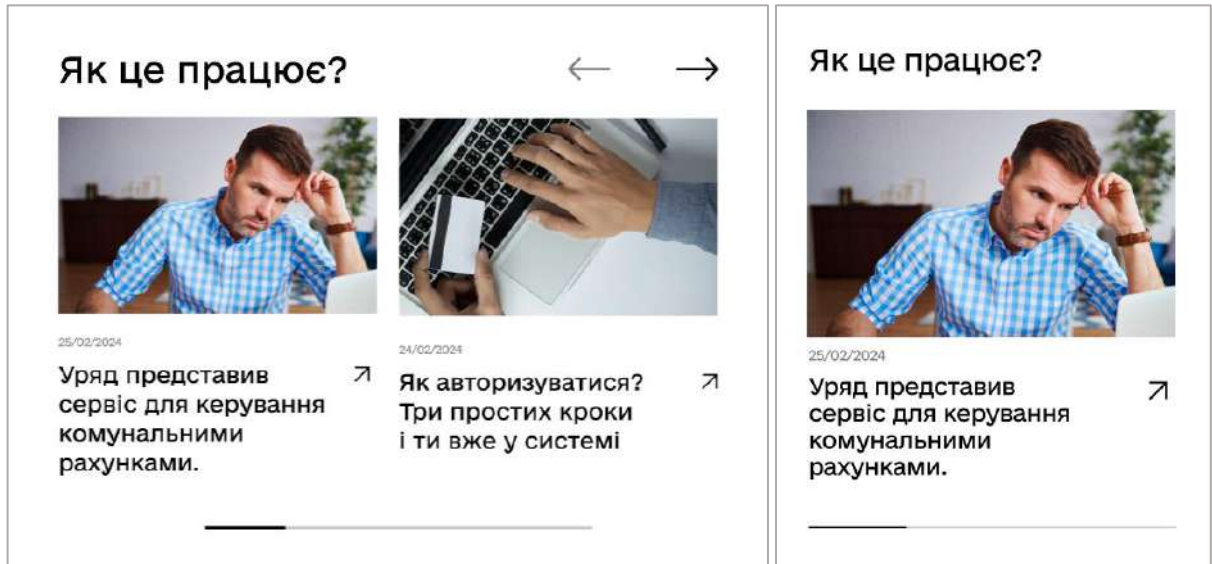 Як це працює?
25/02/2024
Уряд представив
сервіс для керування
комунальними
рахунками.
24/02/2024
Як авторизуватися?
Три простих кроки
і ти вже у системі
Як це працює?
25/02/2024
Уряд представив
сервіс для керування
комунальними
рахунками.